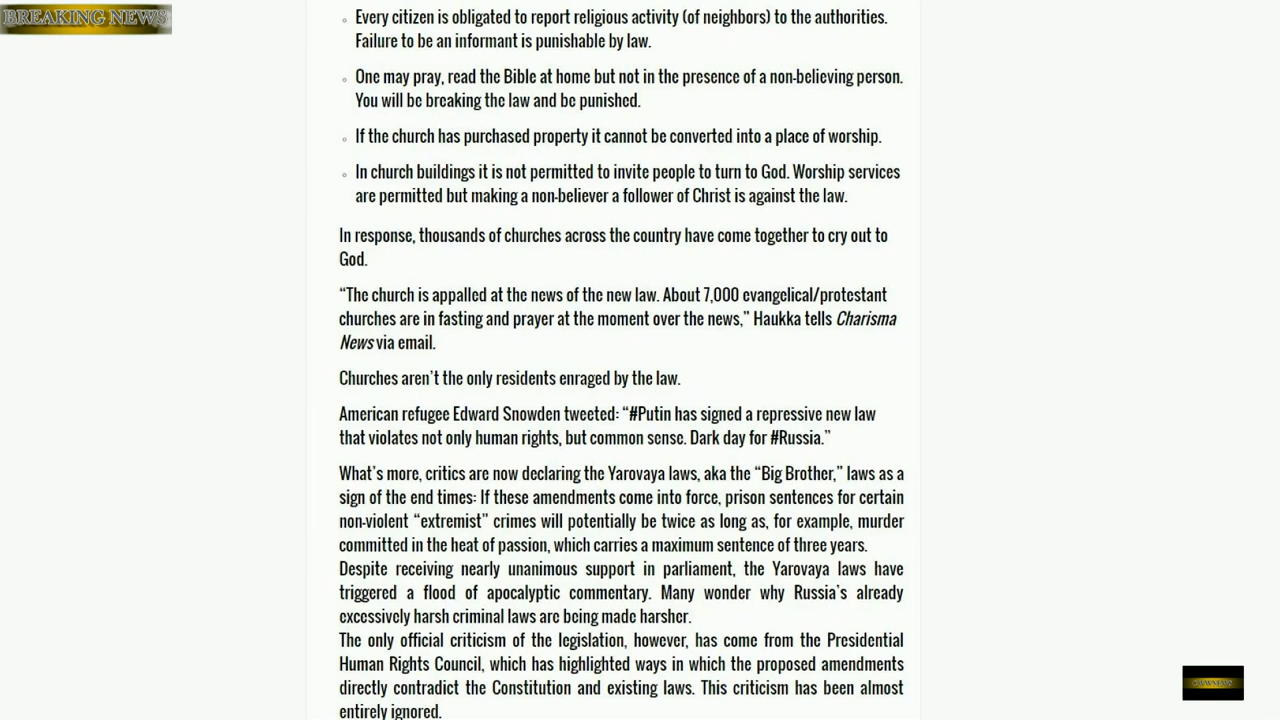 BREAKING NEWS
Every citizen is obligated to report religious activity (of neighbors) to the authorities.
Failure to be an informant is punishable by law.
One may pray, read the Bible at home but not in the presence of a non-believing person.
You will be breaking the law and be punished.
If the church has purchased property it cannot be converted into a place of worship.
In church buildings it is not permitted to invite people to turn to God. Worship services
are permitted but making a non-believer a follower of Christ is against the law.
In response, thousands of churches across the country have come together to cry out to
God.
“The church is appalled at the news of the new law. About 7,000 evangelical/protestant
churches are in fasting and prayer at the moment over the news,” Haukka tells Charisma
News via email.
Churches aren’t the only residents enraged by the law.
American refugee Edward Snowden tweeted: “#Putin has signed a repressive new law
that violates not only human rights, but common sense. Dark day for #Russia.”
What’s more, critics are now declaring the Yarovaya laws, aka the “Big Brother,” laws as a
sign of the end times: If these amendments come into force, prison sentences for certain
non-violent “extremist” crimes will potentially be twice as long as, for example, murder
committed in the heat of passion, which carries a maximum sentence of three years.
Despite receiving nearly unanimous support in parliament, the Yarovaya laws have
triggered a flood of apocalyptic commentary. Many wonder why Russia’s already
excessively harsh criminal laws are being made harsher.
The only official criticism of the legislation, however, has come from the Presidential
Human Rights Council, which has highlighted ways in which the proposed amendments
directly contradict the Constitution and existing laws. This criticism has been almost
entirely ignored.